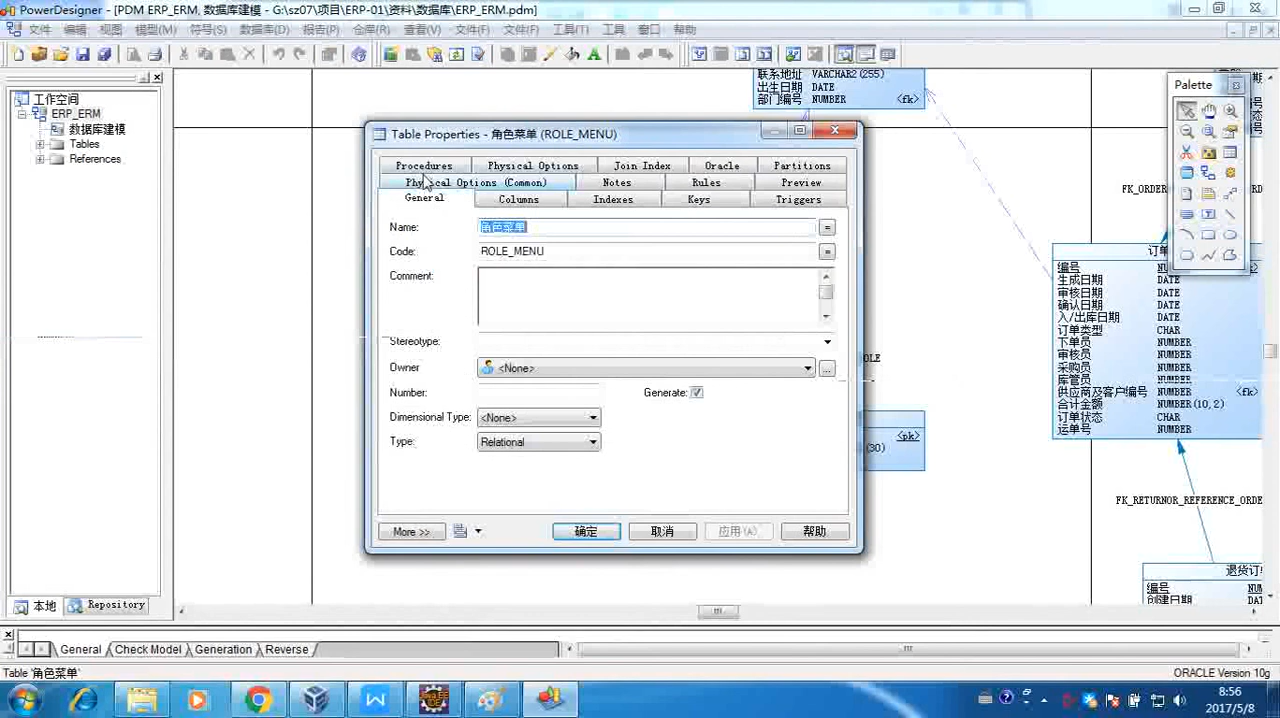 PowerDesigner - [PDM ERP_ERM, 数据库建模 - G:\sz07\项目\ERP-01\资料\数据库\ERP_ERM.pdm]
文件 编辑 视图 模型(M) 符号(S) 数据库(D) 报告(P) 仓库(R) 查看(V) 文件(F) 文件(F) 工具(T) 工具 窗口 帮助
工作空间
ERP_ERM
数据库建模
Tables
References
本地 Repository
联系地址 VARCHAR2(255)
出生日期 DATE
部门编号 NUMBER <fk>
Palette
Table Properties - 角色菜单 (ROLE_MENU)
Procedures Physical Options Join Index Oracle Partitions
Physical Options (Common) Notes Rules Preview
General Columns Indexes Keys Triggers
Name: 角色菜单 =
Code: ROLE_MENU =
Comment:
Stereotype:
Owner <None> ...
Number: Generate:
Dimensional Type: <None>
Type: Relational
More >> 确定 取消 应用(A) 帮助
OLE
<pk>
(30)
FK_ORDER
订单
编号
生成日期 DATE
审核日期 DATE
确认日期 DATE
入/出库日期 DATE
订单类型 CHAR
下单员 NUMBER
审核员 NUMBER
采购员 NUMBER
库管员 NUMBER
供应商及客户编号 NUMBER <fk>
合计金额 NUMBER(10,2)
订单状态 CHAR
运单号 NUMBER
FK_RETURNOR_REFERENCE_ORDE
退货订
编号
创建日期
General Check Model Generation Reverse
Table '角色菜单' ORACLE Version 10g
8:56
2017/5/8